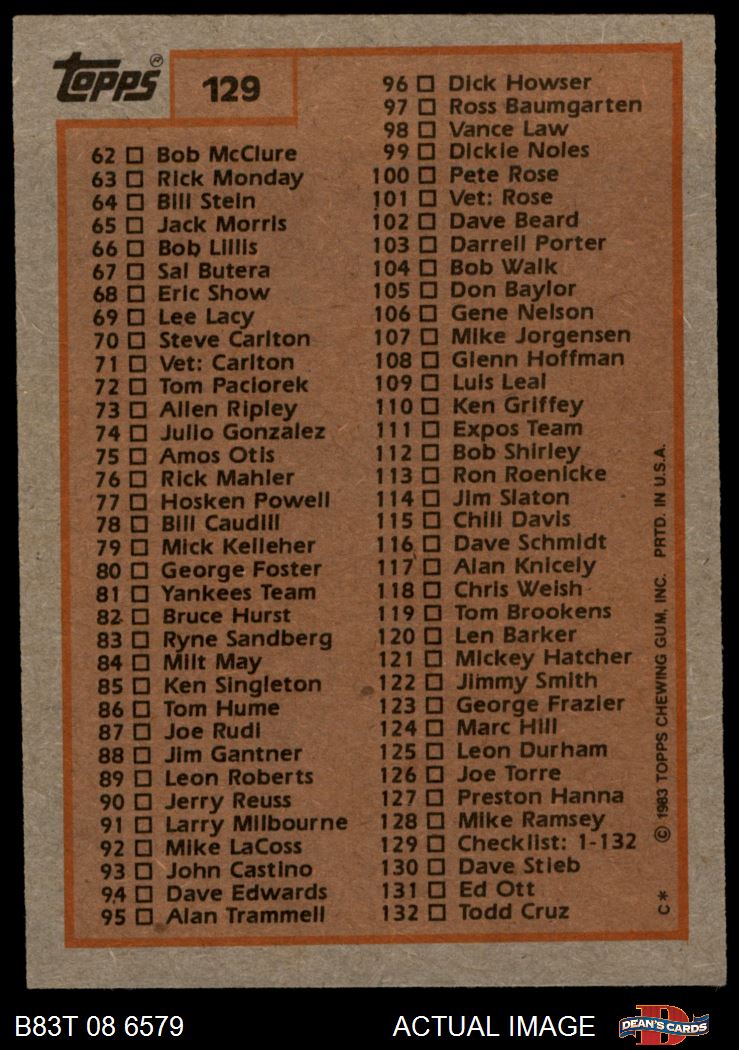 Topps
129
62 Bob McClure
63 Rick Monday
64 Bill Stein
65 Jack Morris
66 Bob Lillis
67 Sal Butera
68 Eric Show
69 Lee Lacy
70 Steve Carlton
71 Vet: Carlton
72 Tom Paciorek
73 Allen Ripley
74 Julio Gonzalez
75 Amos Otis
76 Rick Mahler
77 Hosken Powell
78 Bill Caudill
79 Mick Kelleher
80 George Foster
81 Yankees Team
82 Bruce Hurst
83 Ryne Sandberg
84 Milt May
85 Ken Singleton
86 Tom Hume
87 Joe Rudi
88 Jim Gantner
89 Leon Roberts
90 Jerry Reuss
91 Larry Milbourne
92 Mike LaCoss
93 John Castino
94 Dave Edwards
95 Alan Trammell
96 Dick Howser
97 Ross Baumgarten
98 Vance Law
99 Dickie Noles
100 Pete Rose
101 Vet: Rose
102 Dave Beard
103 Darrell Porter
104 Bob Walk
105 Don Baylor
106 Gene Nelson
107 Mike Jorgensen
108 Glenn Hoffman
109 Luis Leal
110 Ken Griffey
111 Expos Team
112 Bob Shirley
113 Ron Roenicke
114 Jim Slaton
115 Chili Davis
116 Dave Schmidt
117 Alan Knicely
118 Chris Welsh
119 Tom Brookens
120 Len Barker
121 Mickey Hatcher
122 Jimmy Smith
123 George Frazier
124 Marc Hill
125 Leon Durham
126 Joe Torre
127 Preston Hanna
128 Mike Ramsey
129 Checklist: 1-132
130 Dave Stieb
131 Ed Ott
132 Todd Cruz
© 1983 TOPPS CHEWING GUM, INC. PRTD. IN U.S.A.
C*
B83T 08 6579
ACTUAL IMAGE
D
DEAN'S CARDS